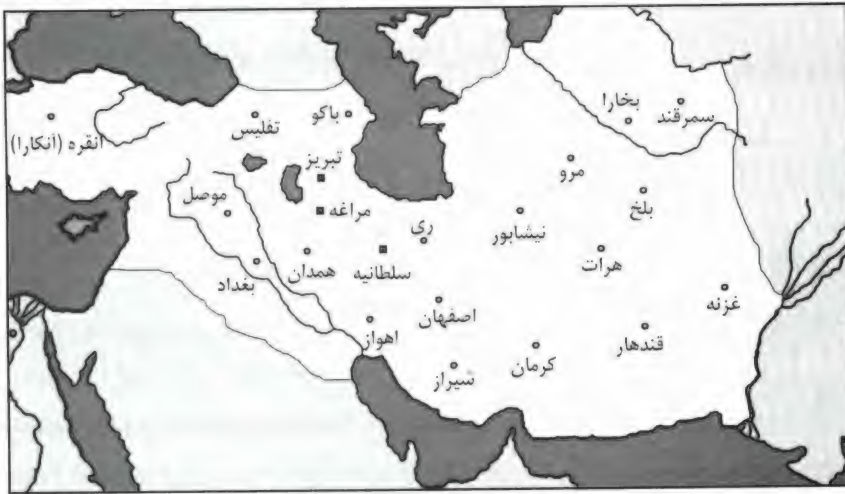 بخارا
سمرقند
باکو
تفلیس
انقره (آنکارا)
تبریز
مرو
بلخ
موصل
مراغه
ری
نیشابور
هرات
همدان
سلطانیه
بغداد
غزنه
اصفهان
اهواز
قندهار
کرمان
شیراز